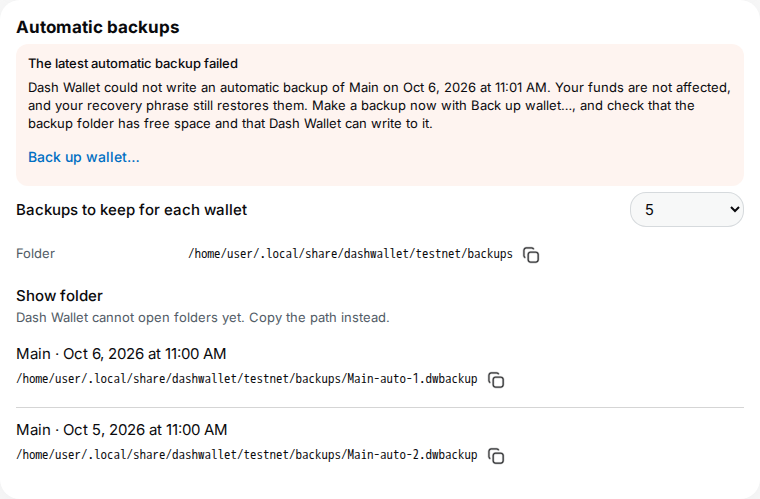 Automatic backups
The latest automatic backup failed
Dash Wallet could not write an automatic backup of Main on Oct 6, 2026 at 11:01 AM. Your funds are not affected,
and your recovery phrase still restores them. Make a backup now with Back up wallet..., and check that the
backup folder has free space and that Dash Wallet can write to it.
Back up wallet...
Backups to keep for each wallet 5
Folder /home/user/.local/share/dashwallet/testnet/backups
Show folder
Dash Wallet cannot open folders yet. Copy the path instead.
Main · Oct 6, 2026 at 11:00 AM
/home/user/.local/share/dashwallet/testnet/backups/Main-auto-1.dwbackup
Main · Oct 5, 2026 at 11:00 AM
/home/user/.local/share/dashwallet/testnet/backups/Main-auto-2.dwbackup